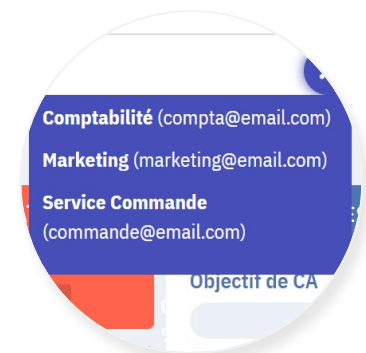 Comptabilité (compta@email.com)
Marketing (marketing@email.com)
Service Commande
(commande@email.com)
Objectif de CA